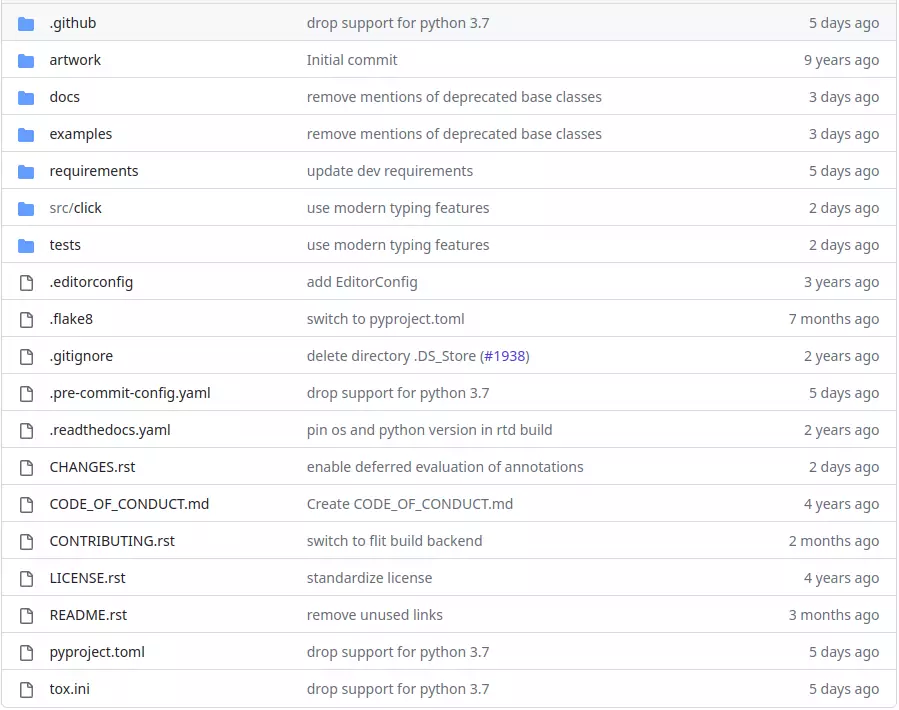 .github drop support for python 3.7 5 days ago
artwork Initial commit 9 years ago
docs remove mentions of deprecated base classes 3 days ago
examples remove mentions of deprecated base classes 3 days ago
requirements update dev requirements 5 days ago
src/click use modern typing features 2 days ago
tests use modern typing features 2 days ago
.editorconfig add EditorConfig 3 years ago
.flake8 switch to pyproject.toml 7 months ago
.gitignore delete directory .DS_Store (#1938) 2 years ago
.pre-commit-config.yaml drop support for python 3.7 5 days ago
.readthedocs.yaml pin os and python version in rtd build 2 years ago
CHANGES.rst enable deferred evaluation of annotations 2 days ago
CODE_OF_CONDUCT.md Create CODE_OF_CONDUCT.md 4 years ago
CONTRIBUTING.rst switch to flit build backend 2 months ago
LICENSE.rst standardize license 4 years ago
README.rst remove unused links 3 months ago
pyproject.toml drop support for python 3.7 5 days ago
tox.ini drop support for python 3.7 5 days ago